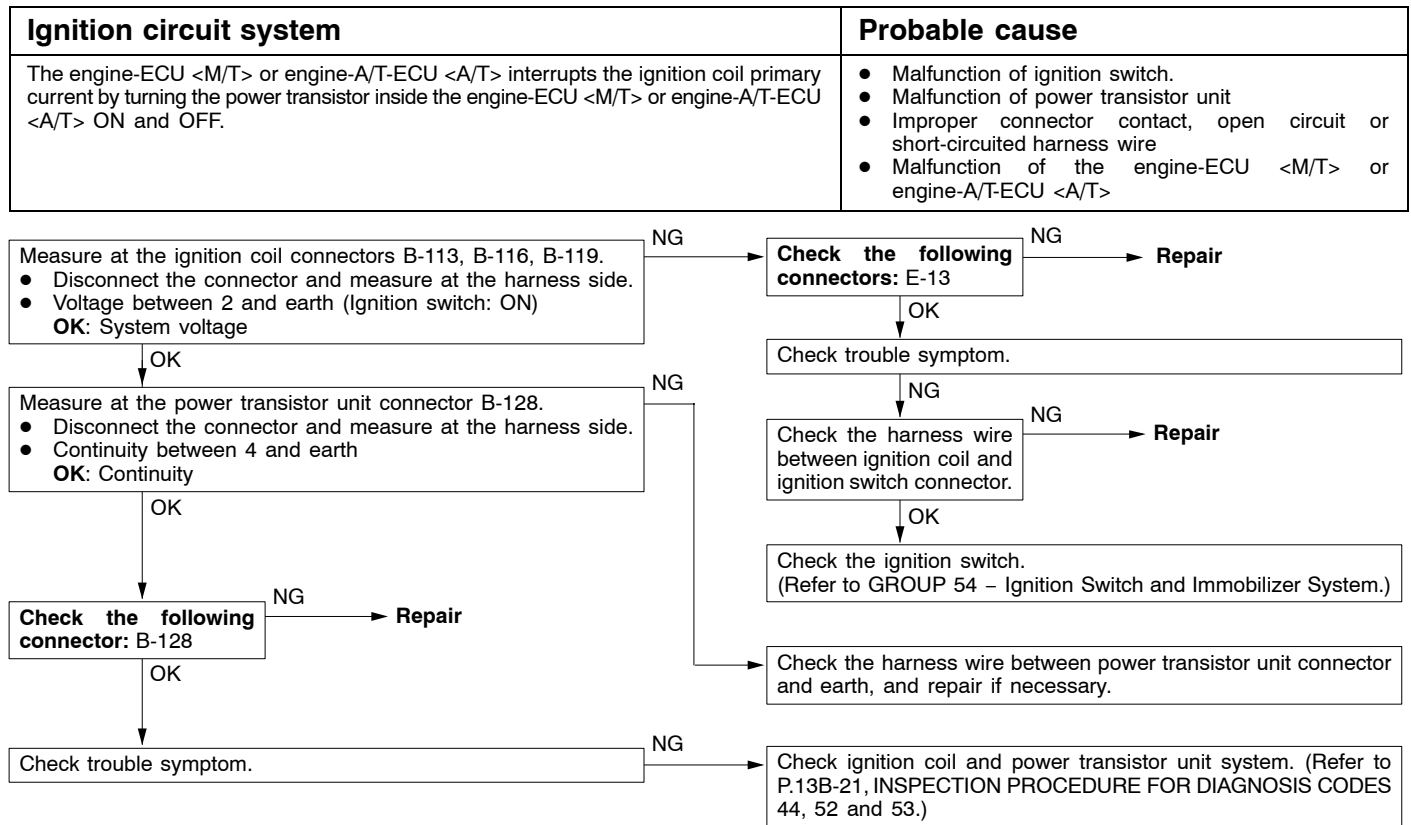 Ignition circuit system
Probable cause
The engine-ECU <M/T> or engine-A/T-ECU <A/T> interrupts the ignition coil primary
current by turning the power transistor inside the engine-ECU <M/T> or engine-A/T-ECU
<A/T> ON and OFF.
● Malfunction of ignition switch.
● Malfunction of power transistor unit
● Improper connector contact, open circuit or
short-circuited harness wire
● Malfunction of the engine-ECU <M/T> or
engine-A/T-ECU <A/T>
Measure at the ignition coil connectors B-113, B-116, B-119.
● Disconnect the connector and measure at the harness side.
● Voltage between 2 and earth (Ignition switch: ON)
OK: System voltage
NG
Check the following
connectors: E-13
NG
Repair
OK
Check trouble symptom.
NG
Check the harness wire
between ignition coil and
ignition switch connector.
NG
Repair
OK
Check the ignition switch.
(Refer to GROUP 54 – Ignition Switch and Immobilizer System.)
OK
Measure at the power transistor unit connector B-128.
● Disconnect the connector and measure at the harness side.
● Continuity between 4 and earth
OK: Continuity
NG
Check the harness wire between power transistor unit connector
and earth, and repair if necessary.
OK
Check the following
connector: B-128
NG
Repair
OK
Check trouble symptom.
NG
Check ignition coil and power transistor unit system. (Refer to
P.13B-21, INSPECTION PROCEDURE FOR DIAGNOSIS CODES
44, 52 and 53.)